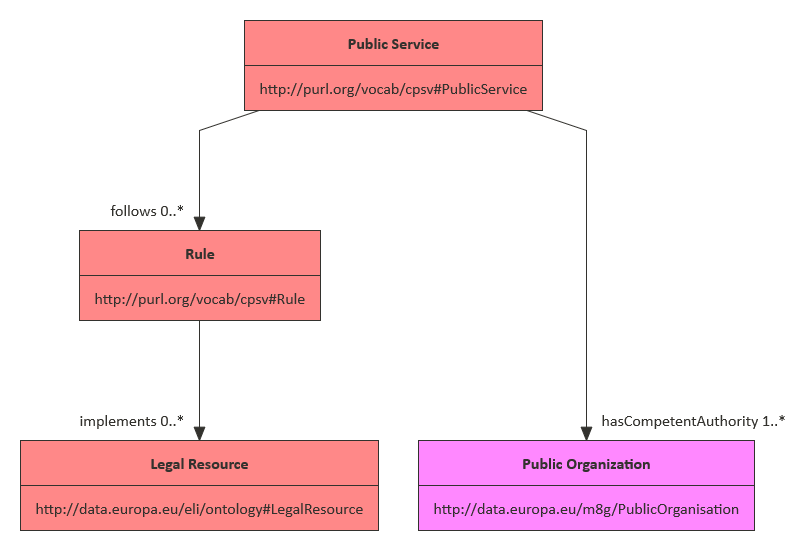 Public Service
http://purl.org/vocab/cpsv#PublicService
follows 0..*
Rule
http://purl.org/vocab/cpsv#Rule
implements 0..*
hasCompetentAuthority 1..*
Legal Resource
http://data.europa.eu/eli/ontology#LegalResource
Public Organization
http://data.europa.eu/m8g/PublicOrganisation